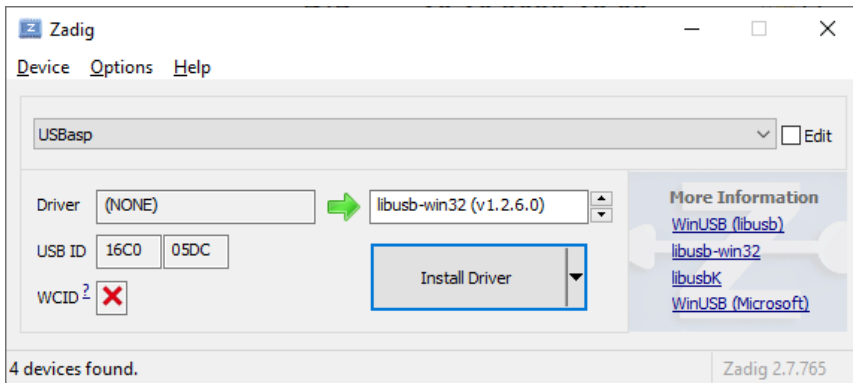 Zadig
Device Options Help
USBasp
Edit
Driver (NONE) libusb-win32 (v1.2.6.0)
USB ID 16C0 05DC
WCID ?
Install Driver
More Information
WinUSB (libusb)
libusb-win32
libusbK
WinUSB (Microsoft)
4 devices found.
Zadig 2.7.765